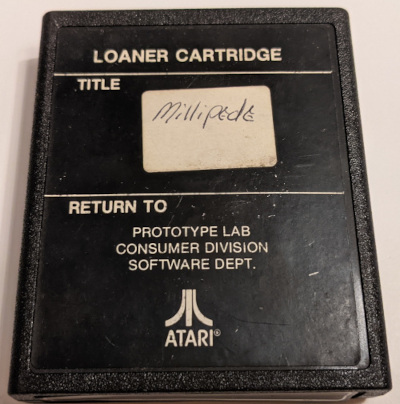 LOANER CARTRIDGE
TITLE
Millipede
RETURN TO
PROTOTYPE LAB
CONSUMER DIVISION
SOFTWARE DEPT.
ATARI®